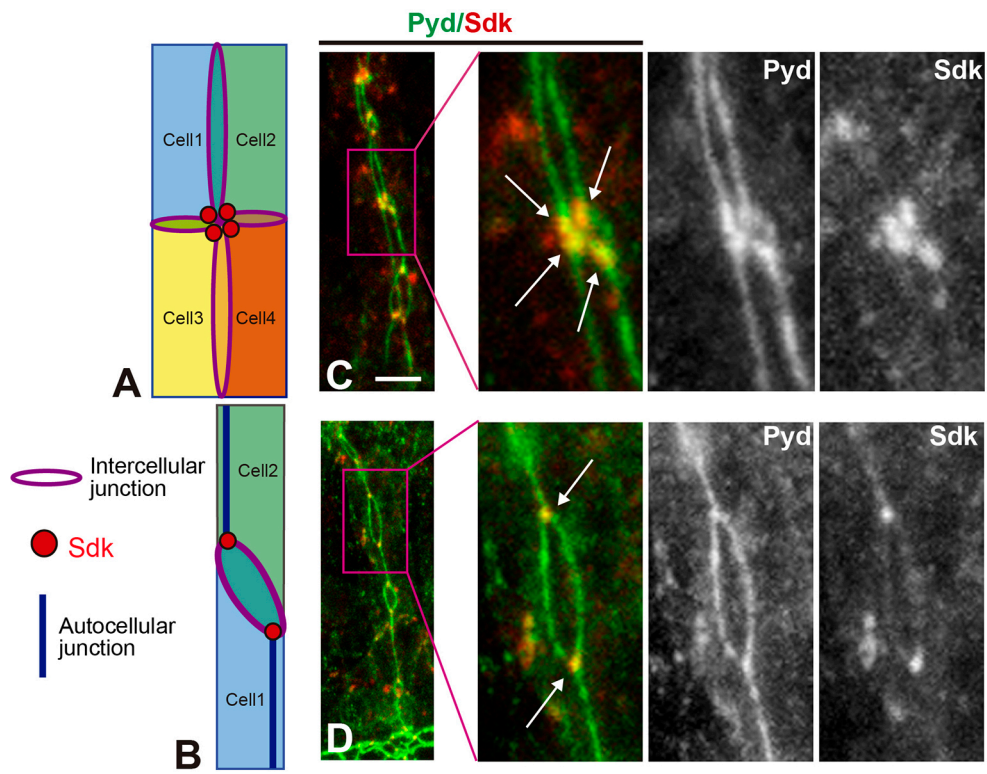 Pyd/Sdk
Cell1
Cell2
Cell3
Cell4
A
C
Pyd
Sdk
Intercellular
junction
Sdk
Autocellular
junction
Cell2
Cell1
B
D
Pyd
Sdk